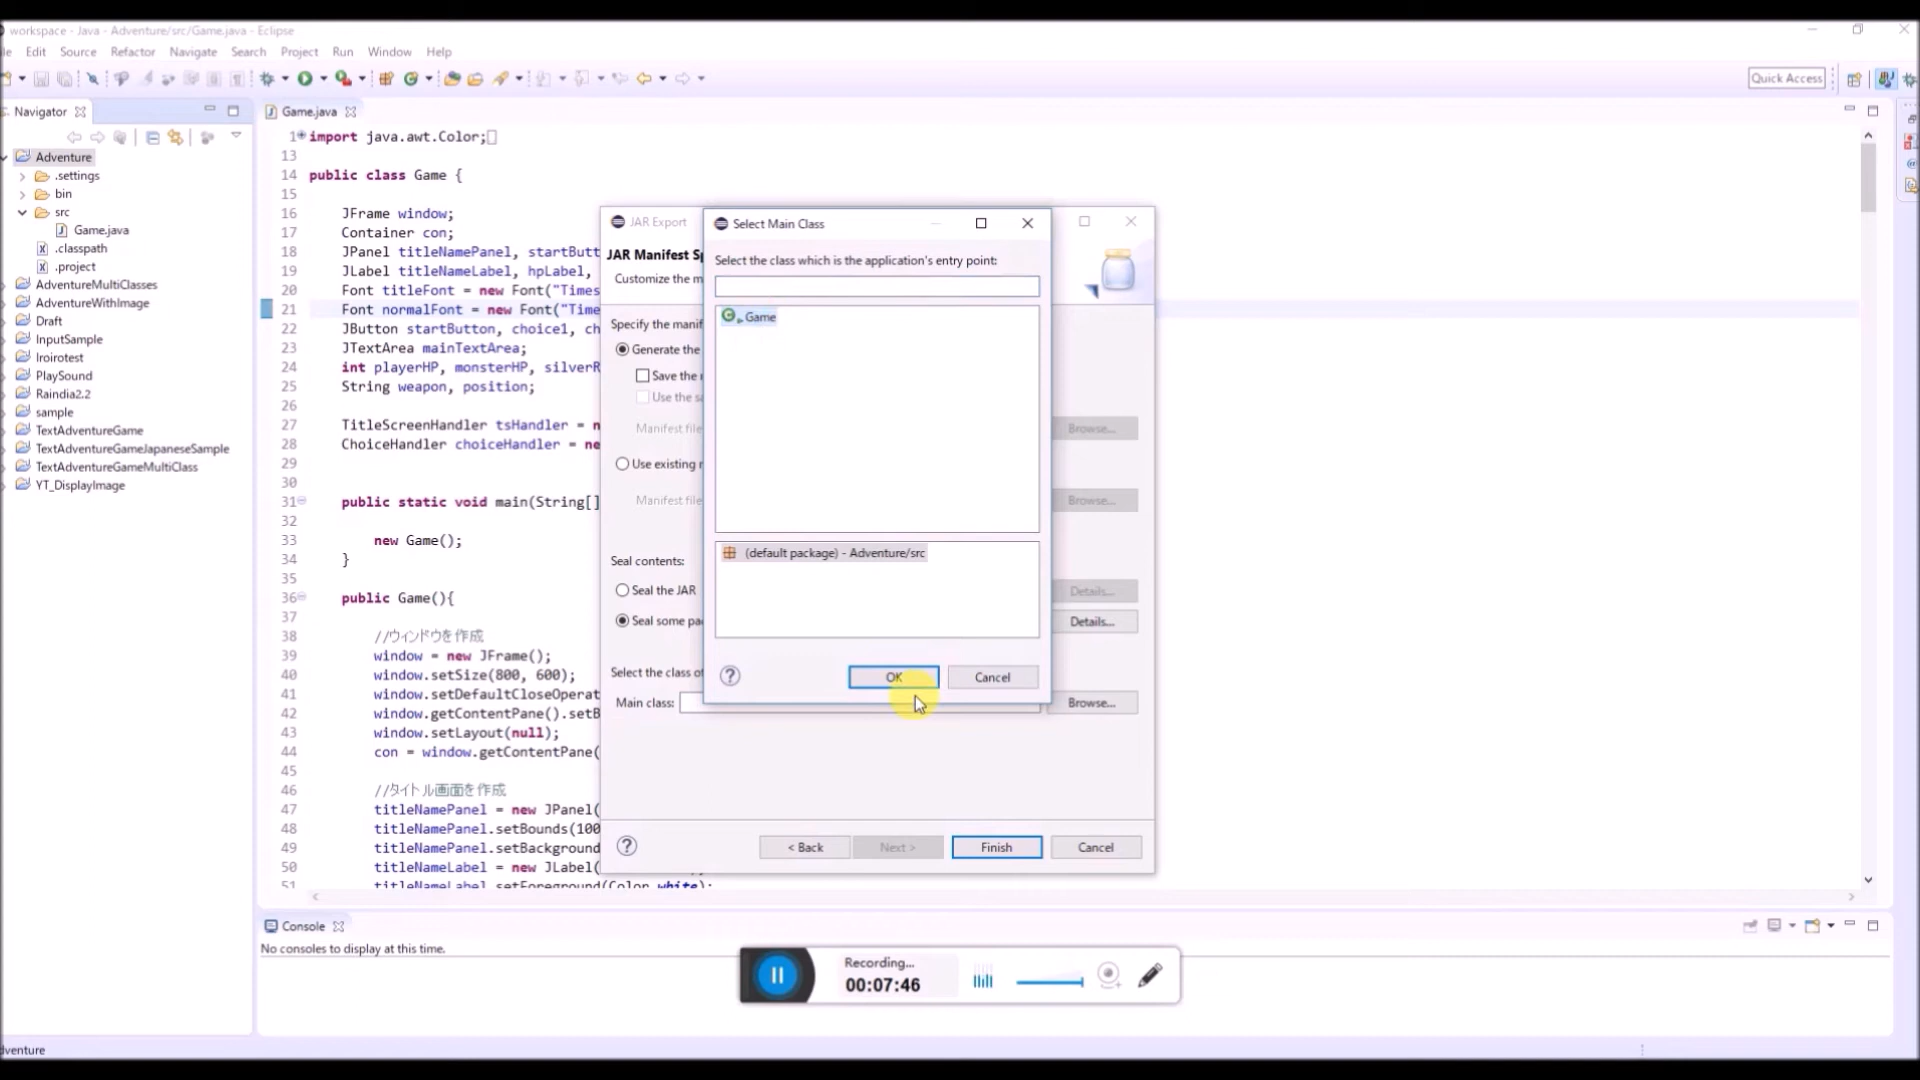 workspace - Java - Adventure/src/Game.java - Eclipse
Edit Source Refactor Navigate Search Project Run Window Help
Quick Access
Navigator
Adventure
.settings
bin
src
Game.java
.classpath
.project
AdventureMultiClasses
AdventureWithImage
Draft
InputSample
Iroirotest
PlaySound
Raindia2.2
sample
TextAdventureGame
TextAdventureGameJapaneseSample
TextAdventureGameMultiClass
YT_DisplayImage
Game.java
1 import java.awt.Color;
13
14 public class Game {
15
16 JFrame window;
17 Container con;
18 JPanel titleNamePanel, startButt
19 JLabel titleNameLabel, hpLabel,
20 Font titleFont = new Font("Times
21 Font normalFont = new Font("Time
22 JButton startButton, choice1, ch
23 JTextArea mainTextArea;
24 int playerHP, monsterHP, silverR
25 String weapon, position;
26
27 TitleScreenHandler tsHandler = n
28 ChoiceHandler choiceHandler = ne
29
30
31 public static void main(String[]
32
33 new Game();
34 }
35
36 public Game(){
37
38 //ウィンドウを作成
39 window = new JFrame();
40 window.setSize(800, 600);
41 window.setDefaultCloseOperat
42 window.getContentPane().setB
43 window.setLayout(null);
44 con = window.getContentPane(
45
46 //タイトル画面を作成
47 titleNamePanel = new JPanel(
48 titleNamePanel.setBounds(100
49 titleNamePanel.setBackground
50 titleNameLabel = new JLabel(
51 titleNameLabel.setForeground(Color.white);
JAR Export
JAR Manifest Sp
Customize the m
Specify the manif
Generate the
Save the
Use the sa
Manifest file
Browse...
Use existing
Manifest file
Browse...
Seal contents:
Seal the JAR
Details...
Seal some pa
Details...
Select the class of
Main class:
Browse...
< Back
Next >
Finish
Cancel
Select Main Class
Select the class which is the application's entry point:
Game
(default package) - Adventure/src
OK
Cancel
Console
No consoles to display at this time.
Recording...
00:07:46
dventure